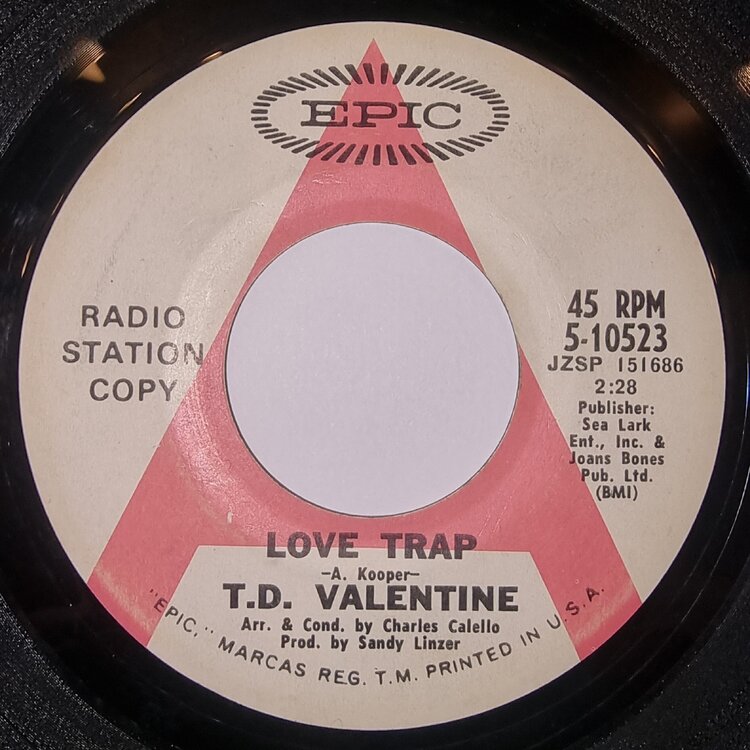 EPIC
RADIO
STATION
COPY
45 RPM
5-10523
JZSP 151686
2:28
Publisher:
Sea Lark
Ent., Inc. &
Joans Bones
Pub. Ltd.
(BMI)
LOVE TRAP
-A. Kooper-
T.D. VALENTINE
Arr. & Cond. by Charles Calello
Prod. by Sandy Linzer
"EPIC," MARCAS REG. T.M. PRINTED IN U.S.A.